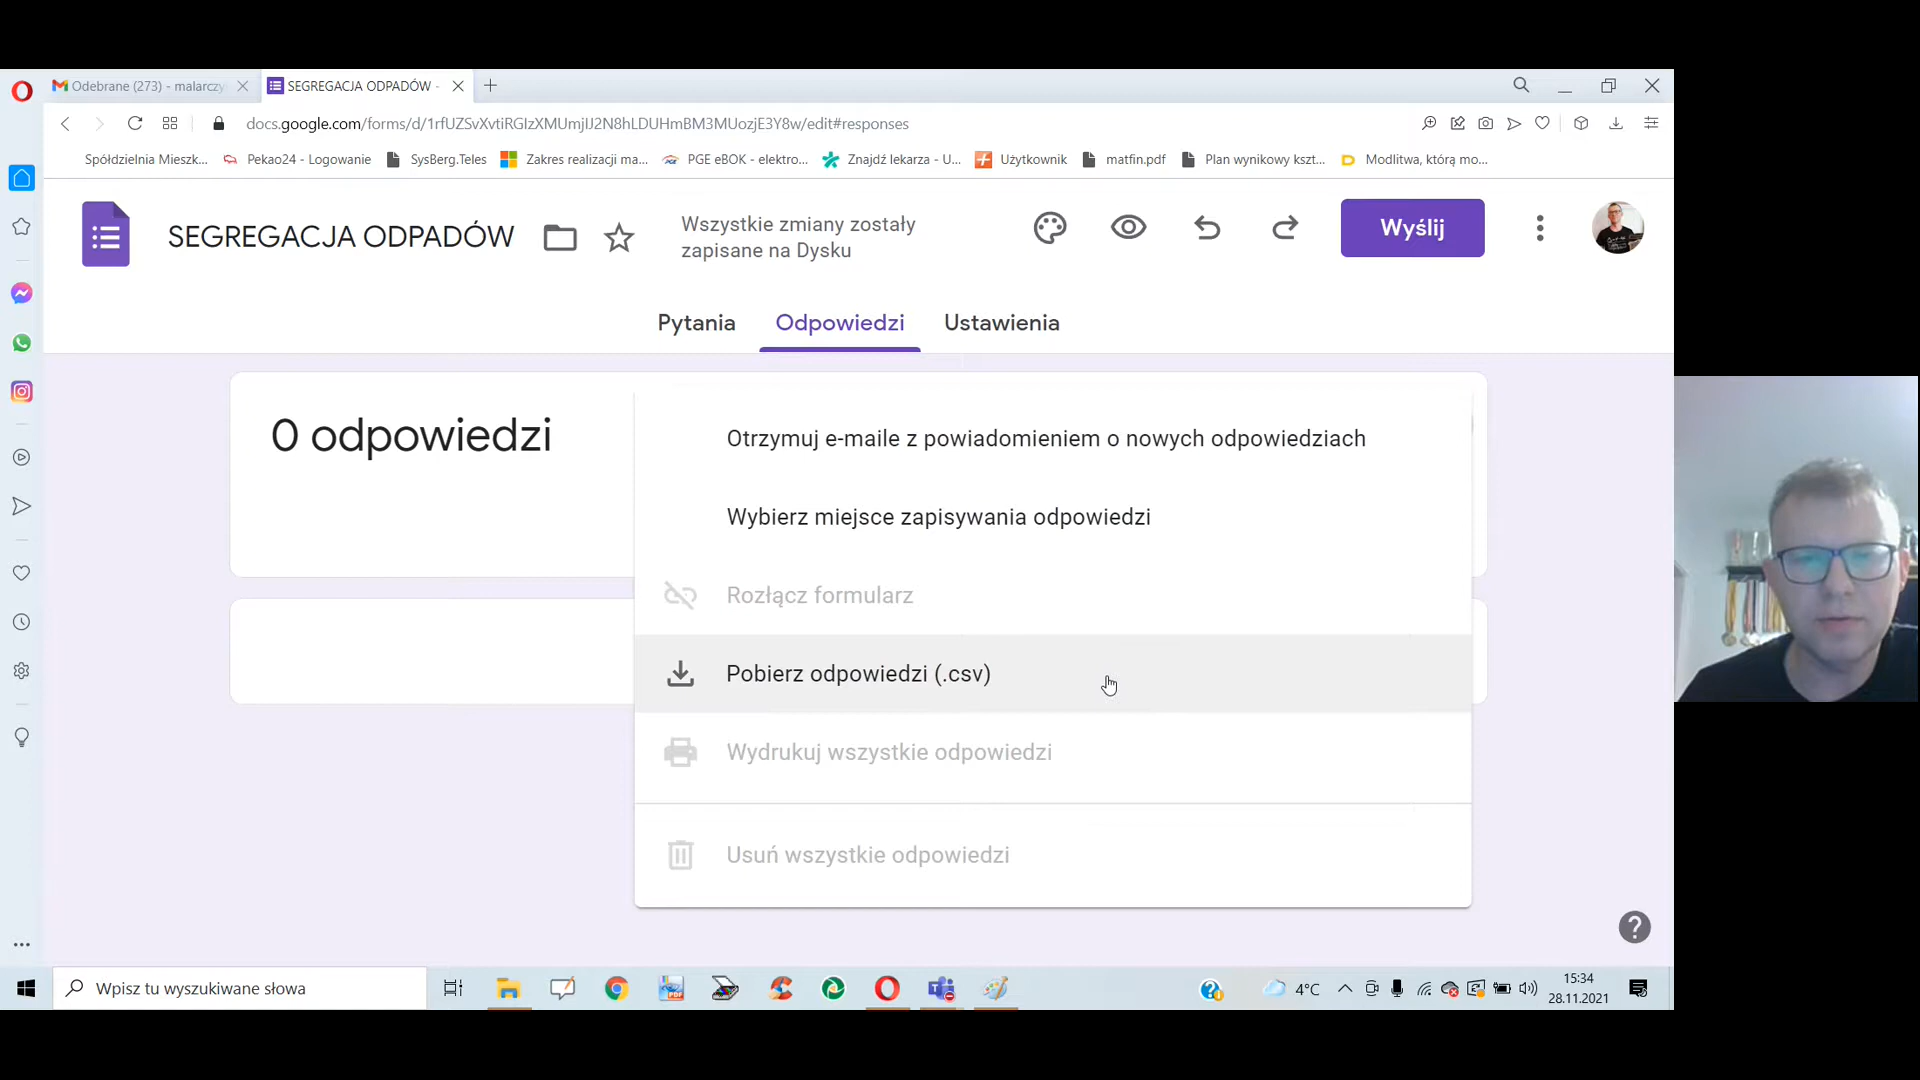 Odebrane (273) - malarczy
SEGREGACJA ODPADÓW -
docs.google.com/forms/d/1rfUZSvXvtiRGIzXMUmjIJ2N8hLDUHmBM3MUozjE3Y8w/edit#responses
Spółdzielnia Mieszk... Pekao24 - Logowanie SysBerg.Teles Zakres realizacji ma... PGE eBOK - elektro... Znajdź lekarza - U... Użytkownik matfin.pdf Plan wynikowy kszt... Modlitwa, którą mo...
SEGREGACJA ODPADÓW
Wszystkie zmiany zostały
zapisane na Dysku
Wyślij
Pytania Odpowiedzi Ustawienia
0 odpowiedzi
Otrzymuj e-maile z powiadomieniem o nowych odpowiedziach
Wybierz miejsce zapisywania odpowiedzi
Rozłącz formularz
Pobierz odpowiedzi (.csv)
Wydrukuj wszystkie odpowiedzi
Usuń wszystkie odpowiedzi
Wpisz tu wyszukiwane słowa
4°C
15:34
28.11.2021